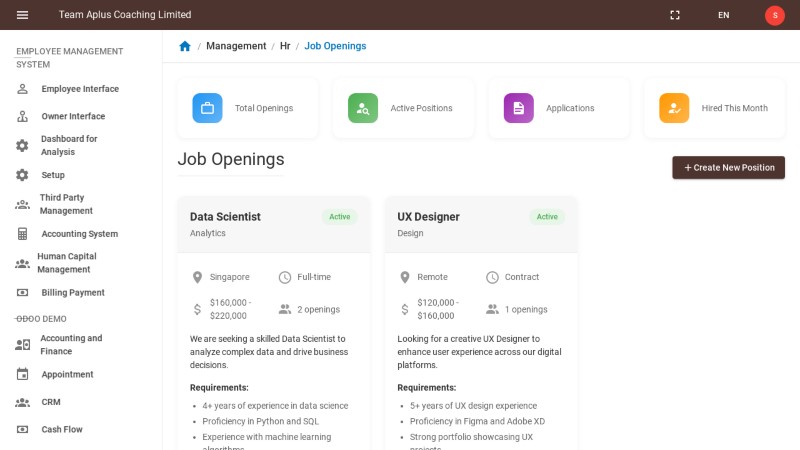 Team Aplus Coaching Limited
EN
S
EMPLOYEE MANAGEMENT
SYSTEM
Employee Interface
Owner Interface
Dashboard for
Analysis
Setup
Third Party
Management
Accounting System
Human Capital
Management
Billing Payment
ODOO DEMO
Accounting and
Finance
Appointment
CRM
Cash Flow
/ Management / Hr / Job Openings
Total Openings
Active Positions
Applications
Hired This Month
Job Openings
+ Create New Position
Data Scientist
Active
Analytics
Singapore
Full-time
$160,000 -
$220,000
2 openings
We are seeking a skilled Data Scientist to
analyze complex data and drive business
decisions.
Requirements:
• 4+ years of experience in data science
• Proficiency in Python and SQL
• Experience with machine learning
algorithms
UX Designer
Active
Design
Remote
Contract
$120,000 -
$160,000
1 openings
Looking for a creative UX Designer to
enhance user experience across our digital
platforms.
Requirements:
• 5+ years of UX design experience
• Proficiency in Figma and Adobe XD
• Strong portfolio showcasing UX
projects